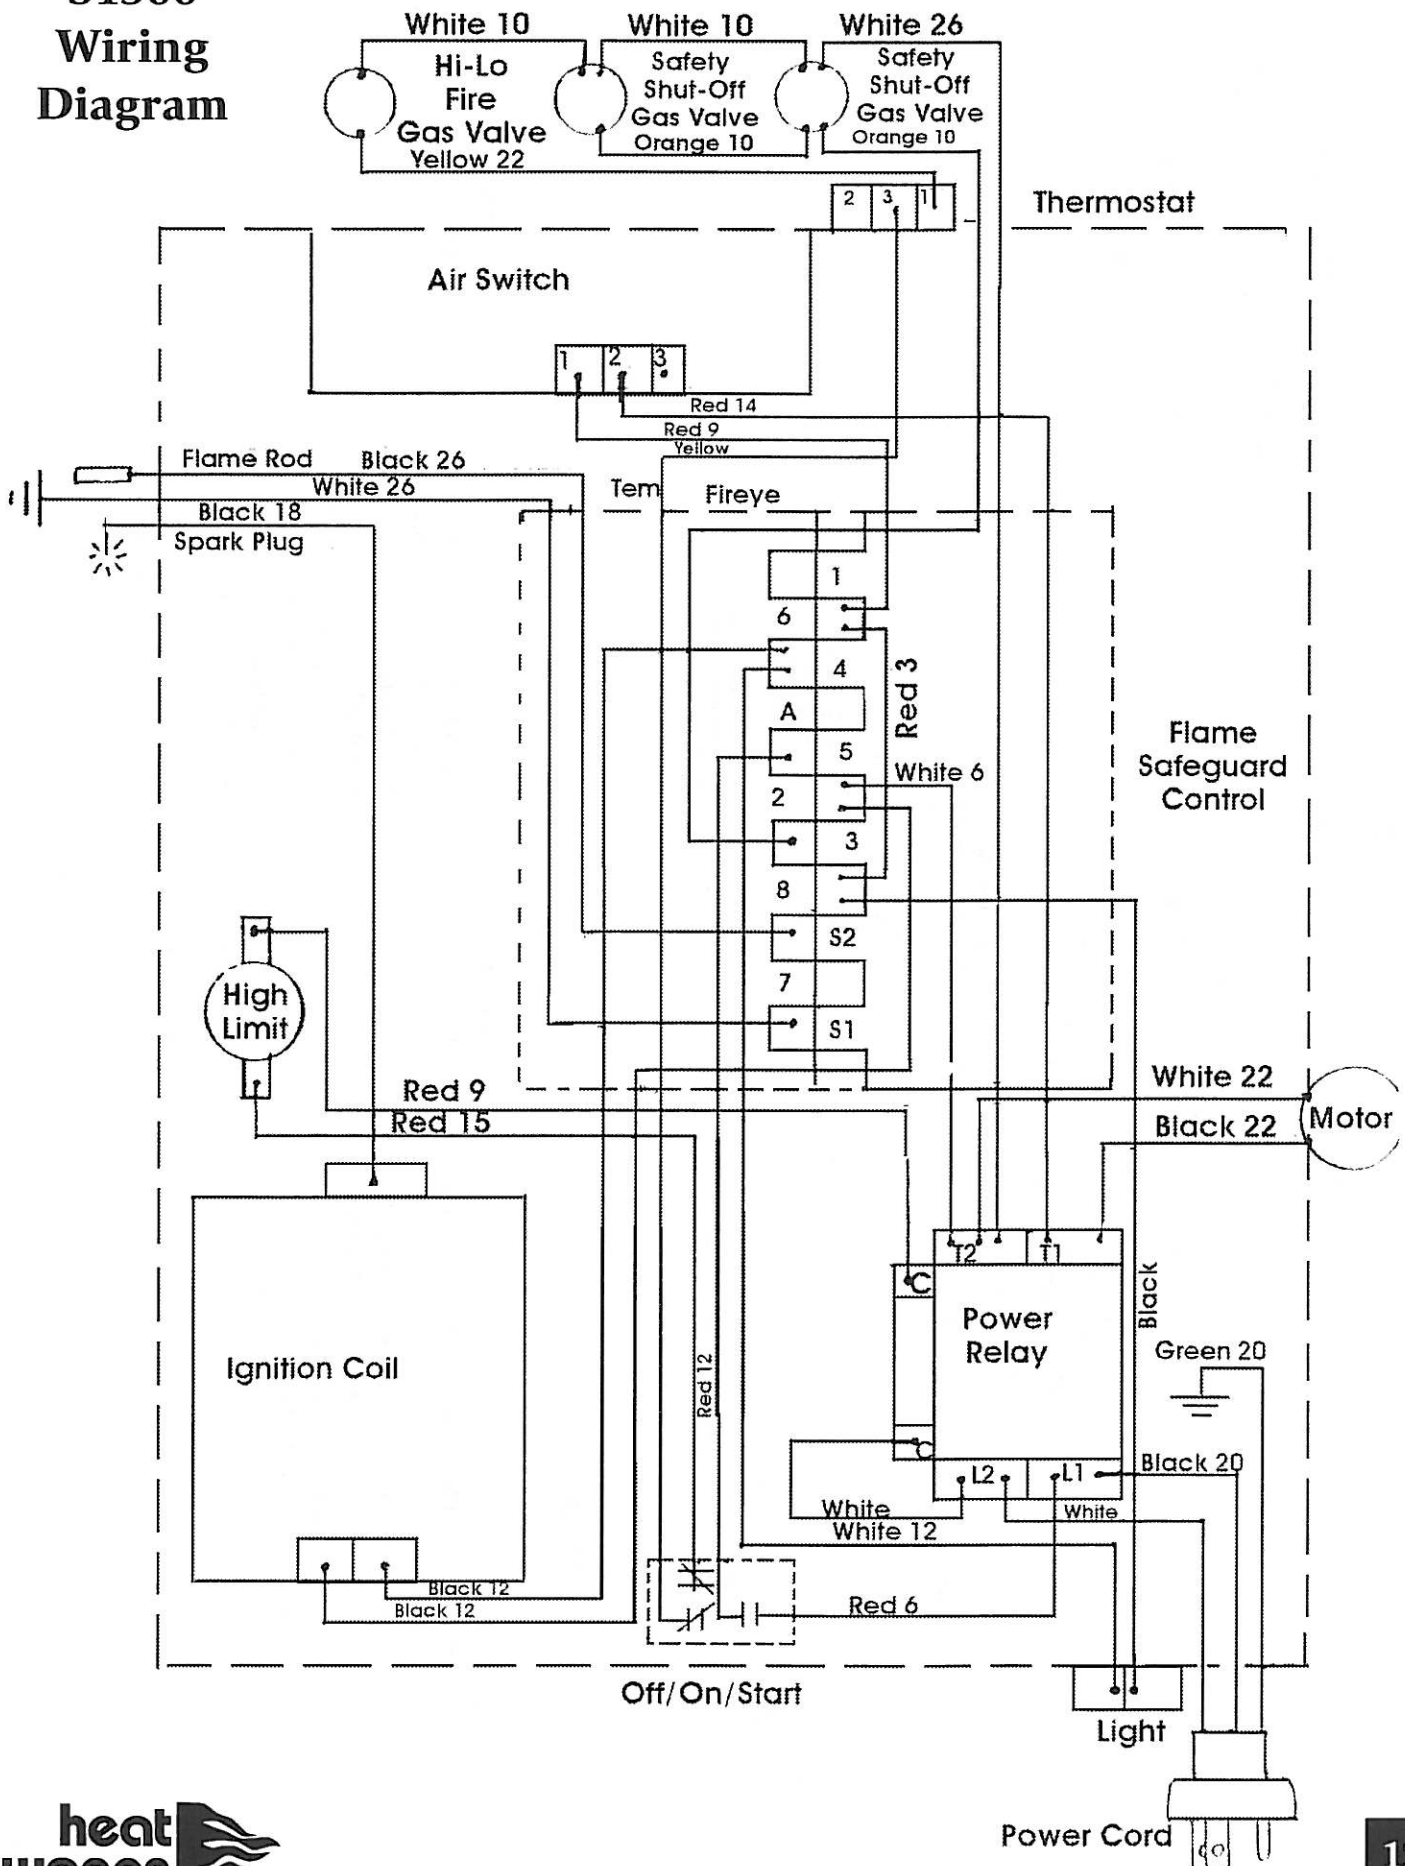 Wiring
Diagram
White 10
White 10
White 26
Hi-Lo
Fire
Gas Valve
Safety
Shut-Off
Gas Valve
Safety
Shut-Off
Gas Valve
Orange 10
Orange 10
Yellow 22
2 3 1
Thermostat
Air Switch
1 2 3
Red 14
Red 9
Yellow
Flame Rod
Black 26
White 26
Black 18
Spark Plug
Tem
Fireye
1
6
4
A
5
2
3
8
S2
7
S1
Red 3
White 6
Flame
Safeguard
Control
High
Limit
Red 9
Red 15
White 22
Black 22
Motor
T2
T1
C
Power
Relay
Black
Green 20
Ignition Coil
Red 12
C
L2
L1
Black 20
White
White
White 12
Black 12
Black 12
Red 6
Off/On/Start
Light
Power Cord
heat